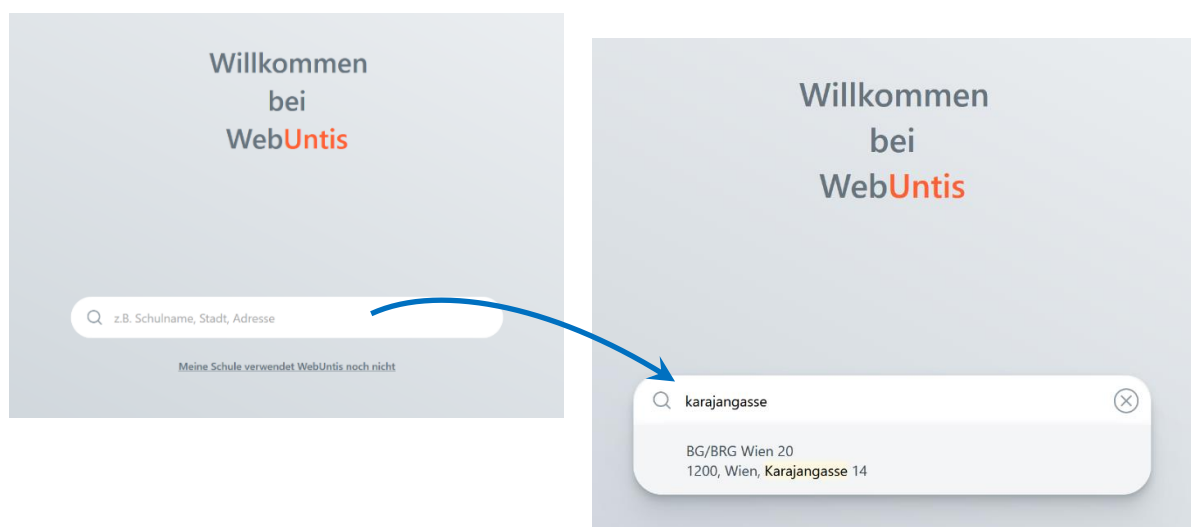 Willkommen
bei
WebUntis
z.B. Schulname, Stadt, Adresse
Meine Schule verwendet WebUntis noch nicht
Willkommen
bei
WebUntis
karajangasse
BG/BRG Wien 20
1200, Wien, Karajangasse 14